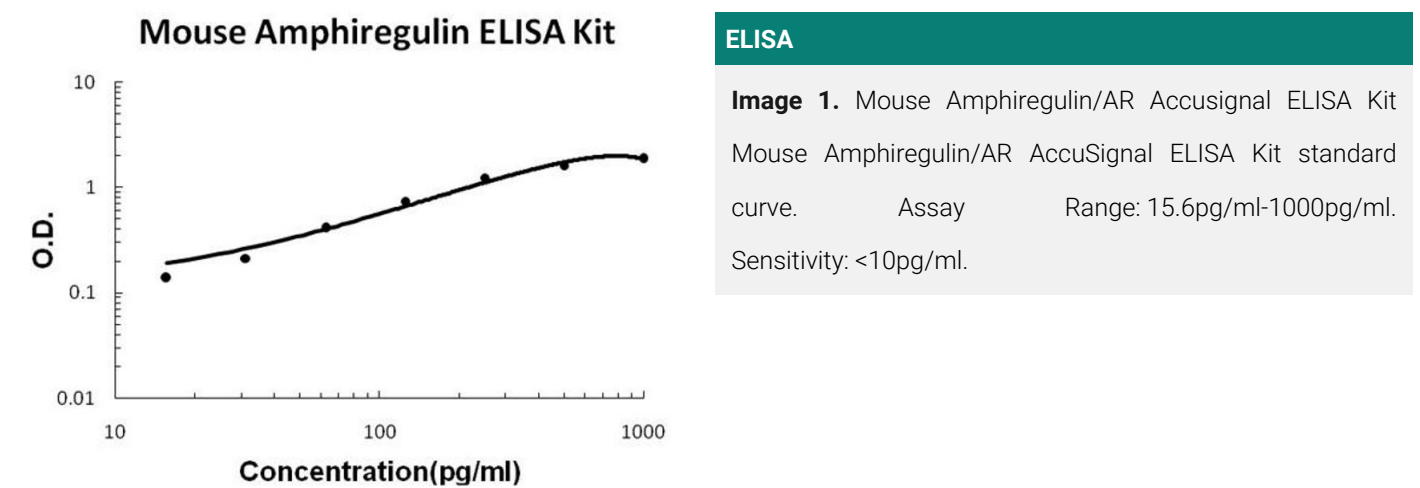 Mouse Amphiregulin ELISA Kit
10
1
0.1
0.01
O.D.
10 100 1000
Concentration(pg/ml)
ELISA
Image 1. Mouse Amphiregulin/AR Accusignal ELISA Kit
Mouse Amphiregulin/AR AccuSignal ELISA Kit standard
curve. Assay Range: 15.6pg/ml-1000pg/ml.
Sensitivity: <10pg/ml.